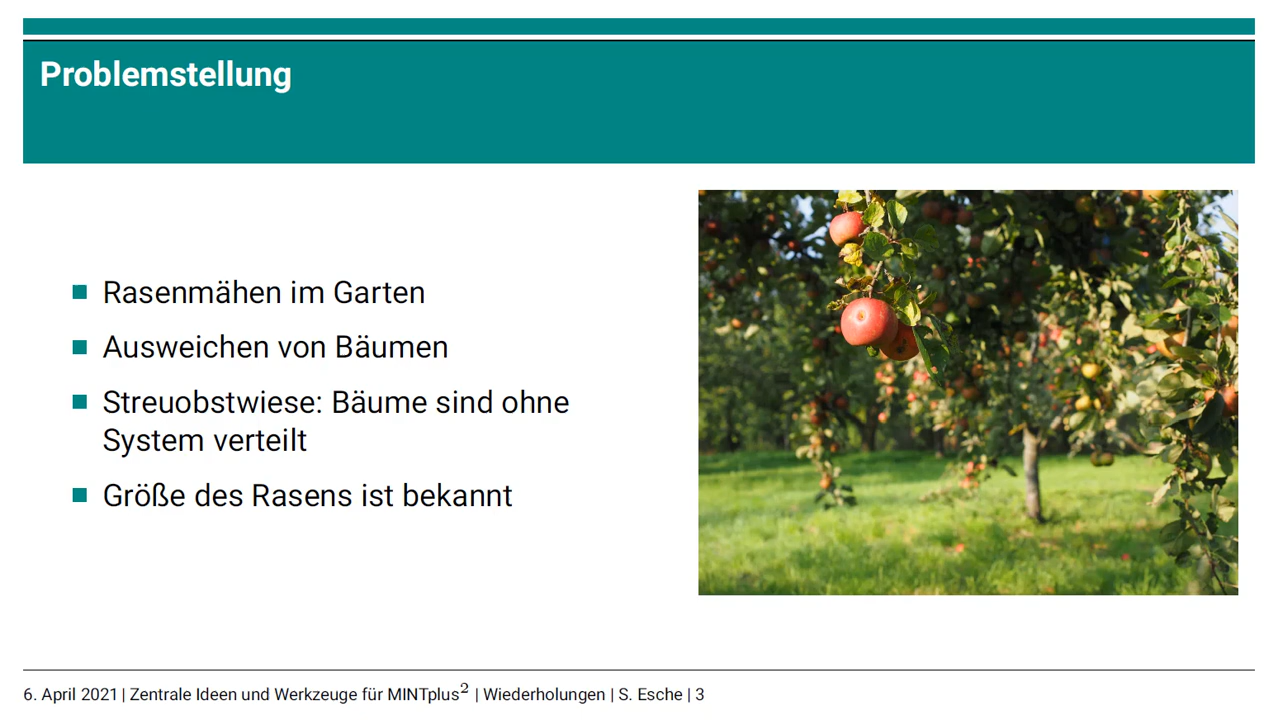 Problemstellung
Rasenmähen im Garten
Ausweichen von Bäumen
Streuobstwiese: Bäume sind ohne
System verteilt
Größe des Rasens ist bekannt
6. April 2021 | Zentrale Ideen und Werkzeuge für MINTplus² | Wiederholungen | S. Esche | 3